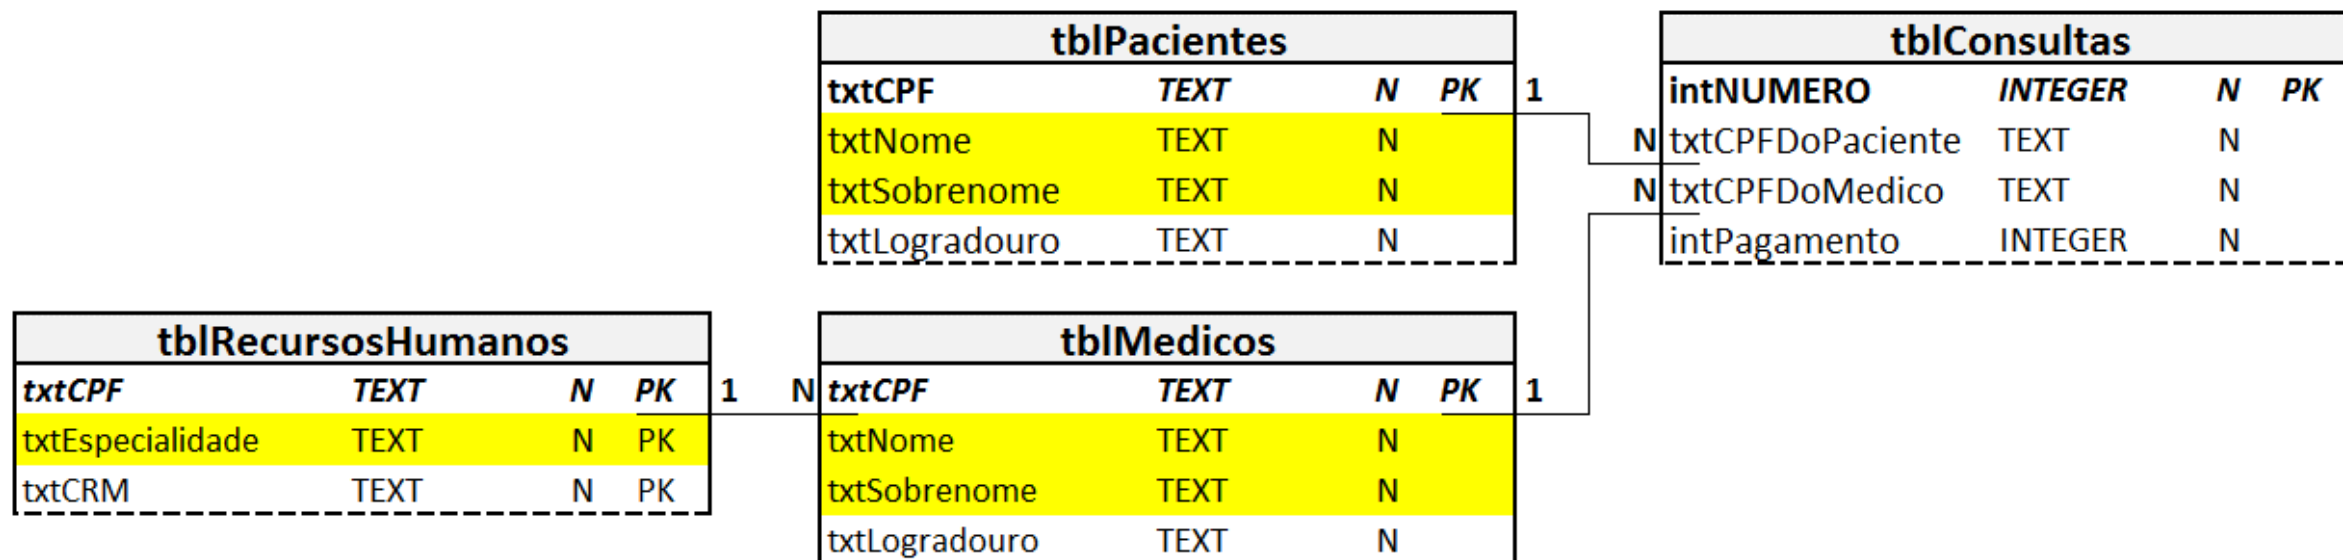 tblPacientes
txtCPF TEXT N PK 1
txtNome TEXT N
txtSobrenome TEXT N
txtLogradouro TEXT N
tblConsultas
intNUMERO INTEGER N PK
N txtCPFDoPaciente TEXT N
N txtCPFDoMedico TEXT N
intPagamento INTEGER N
tblRecursosHumanos
txtCPF TEXT N PK 1
txtEspecialidade TEXT N PK
txtCRM TEXT N PK
tblMedicos
N txtCPF TEXT N PK 1
txtNome TEXT N
txtSobrenome TEXT N
txtLogradouro TEXT N